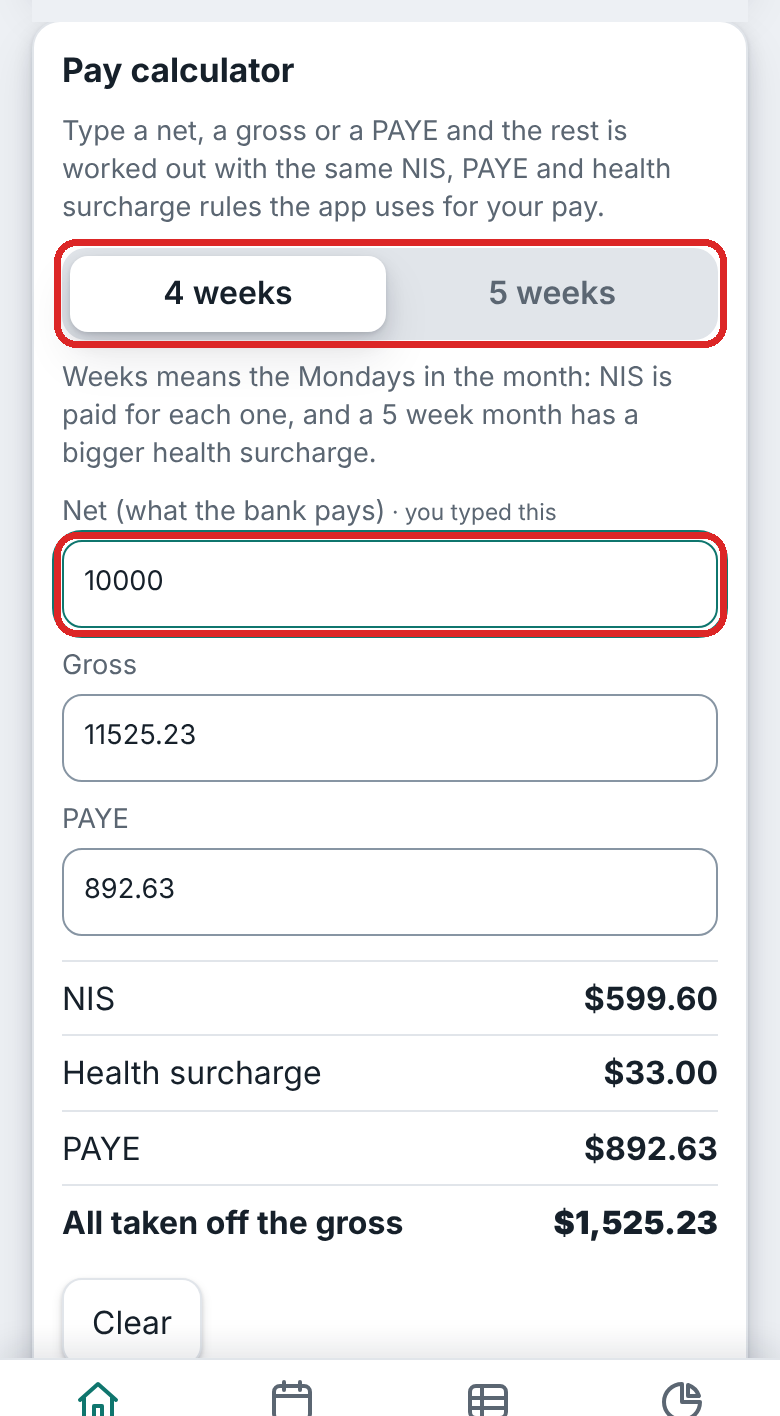 Pay calculator
Type a net, a gross or a PAYE and the rest is
worked out with the same NIS, PAYE and health
surcharge rules the app uses for your pay.
4 weeks
5 weeks
Weeks means the Mondays in the month: NIS is
paid for each one, and a 5 week month has a
bigger health surcharge.
Net (what the bank pays) · you typed this
10000
Gross
11525.23
PAYE
892.63
NIS $599.60
Health surcharge $33.00
PAYE $892.63
All taken off the gross $1,525.23
Clear